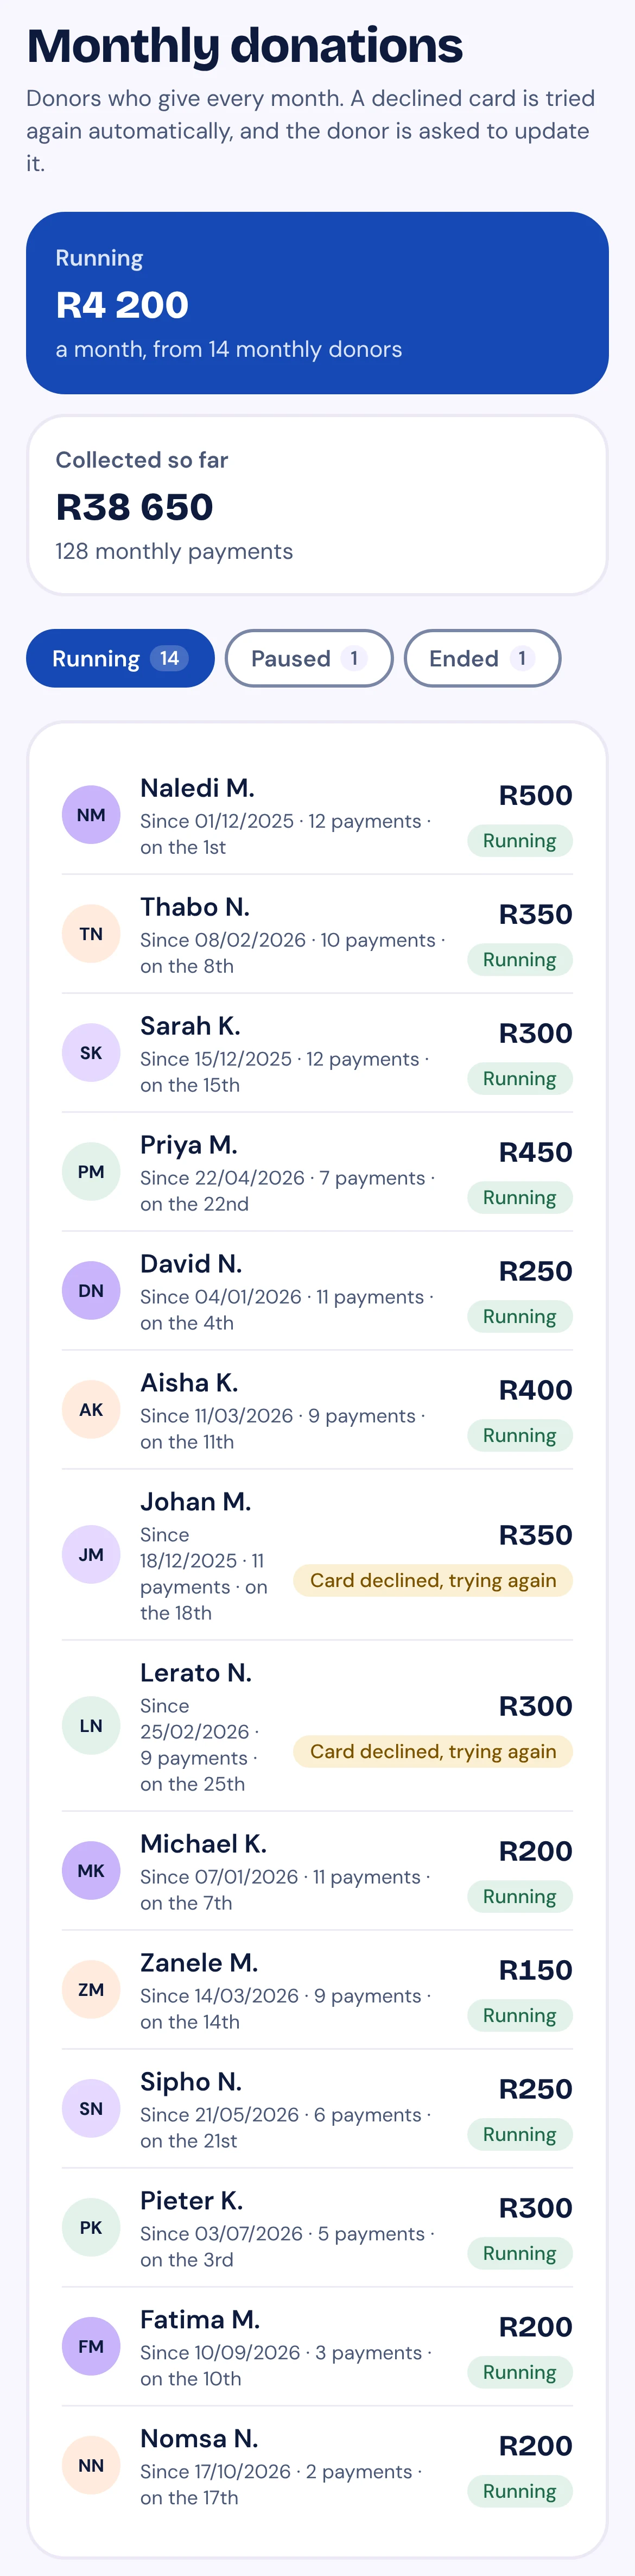 Monthly donations
Donors who give every month. A declined card is tried
again automatically, and the donor is asked to update
it.
Running
R4 200
a month, from 14 monthly donors
Collected so far
R38 650
128 monthly payments
Running 14
Paused 1
Ended 1
NM
Naledi M.
Since 01/12/2025 · 12 payments ·
on the 1st
R500
Running
TN
Thabo N.
Since 08/02/2026 · 10 payments ·
on the 8th
R350
Running
SK
Sarah K.
Since 15/12/2025 · 12 payments ·
on the 15th
R300
Running
PM
Priya M.
Since 22/04/2026 · 7 payments ·
on the 22nd
R450
Running
DN
David N.
Since 04/01/2026 · 11 payments ·
on the 4th
R250
Running
AK
Aisha K.
Since 11/03/2026 · 9 payments ·
on the 11th
R400
Running
JM
Johan M.
Since
18/12/2025 · 11
payments · on
the 18th
R350
Card declined, trying again
LN
Lerato N.
Since
25/02/2026 ·
9 payments ·
on the 25th
R300
Card declined, trying again
MK
Michael K.
Since 07/01/2026 · 11 payments ·
on the 7th
R200
Running
ZM
Zanele M.
Since 14/03/2026 · 9 payments ·
on the 14th
R150
Running
SN
Sipho N.
Since 21/05/2026 · 6 payments ·
on the 21st
R250
Running
PK
Pieter K.
Since 03/07/2026 · 5 payments ·
on the 3rd
R300
Running
FM
Fatima M.
Since 10/09/2026 · 3 payments ·
on the 10th
R200
Running
NN
Nomsa N.
Since 17/10/2026 · 2 payments ·
on the 17th
R200
Running